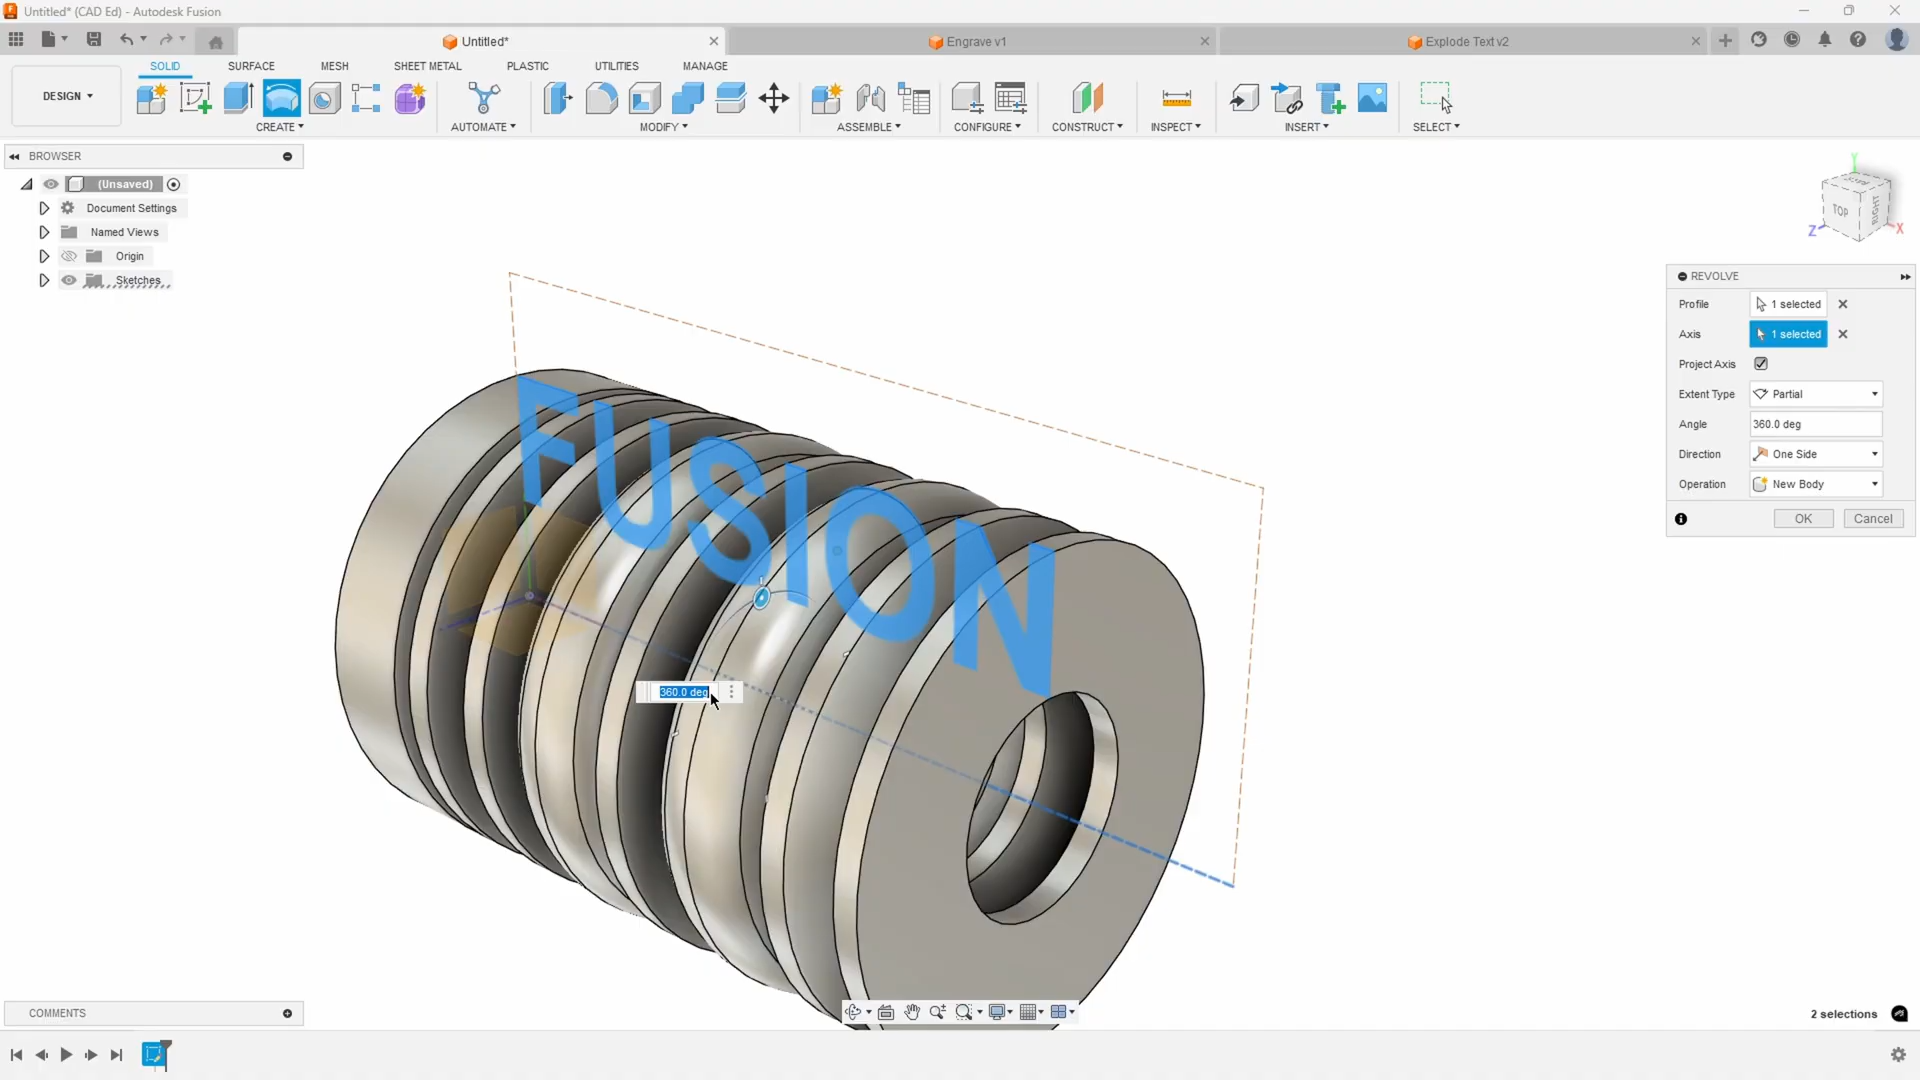 Untitled* (CAD Ed) - Autodesk Fusion
Untitled*
Engrave v1
Explode Text v2
SOLID
SURFACE
MESH
SHEET METAL
PLASTIC
UTILITIES
MANAGE
DESIGN
CREATE
AUTOMATE
MODIFY
ASSEMBLE
CONFIGURE
CONSTRUCT
INSPECT
INSERT
SELECT
BROWSER
(Unsaved)
Document Settings
Named Views
Origin
Sketches
Y
TOP
RIGHT
Z
X
REVOLVE
Profile
1 selected
Axis
1 selected
Project Axis
Extent Type
Partial
Angle
360.0 deg
Direction
One Side
Operation
New Body
OK
Cancel
FUSION
360.0 deg
COMMENTS
2 selections